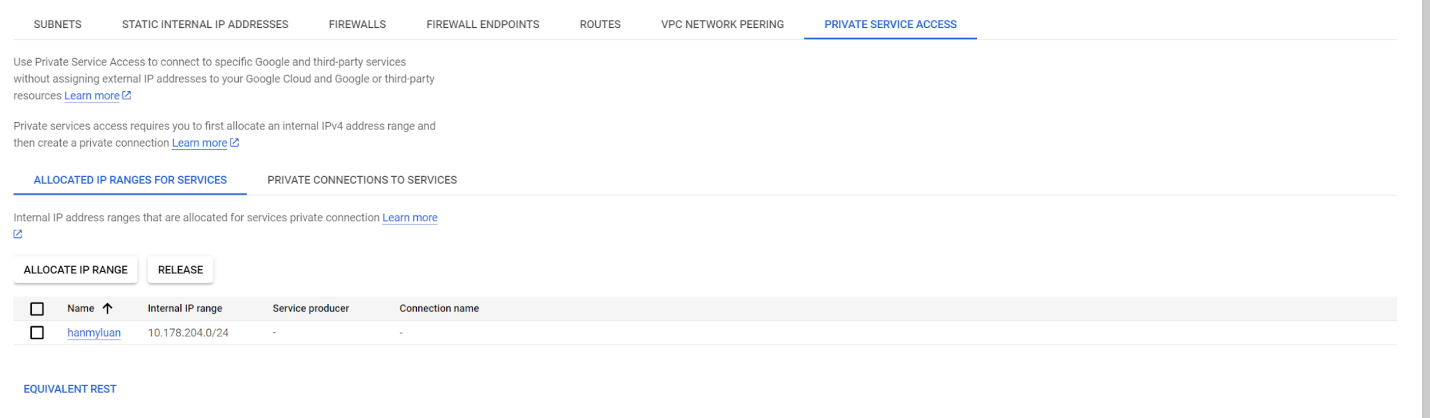 SUBNETS STATIC INTERNAL IP ADDRESSES FIREWALLS FIREWALL ENDPOINTS ROUTES VPC NETWORK PEERING PRIVATE SERVICE ACCESS
Use Private Service Access to connect to specific Google and third-party services
without assigning external IP addresses to your Google Cloud and Google or third-party
resources Learn more
Private services access requires you to first allocate an internal IPv4 address range and
then create a private connection Learn more
ALLOCATED IP RANGES FOR SERVICES PRIVATE CONNECTIONS TO SERVICES
Internal IP address ranges that are allocated for services private connection Learn more
ALLOCATE IP RANGE RELEASE
Name Internal IP range Service producer Connection name
hanmyluan 10.178.204.0/24 - -
EQUIVALENT REST